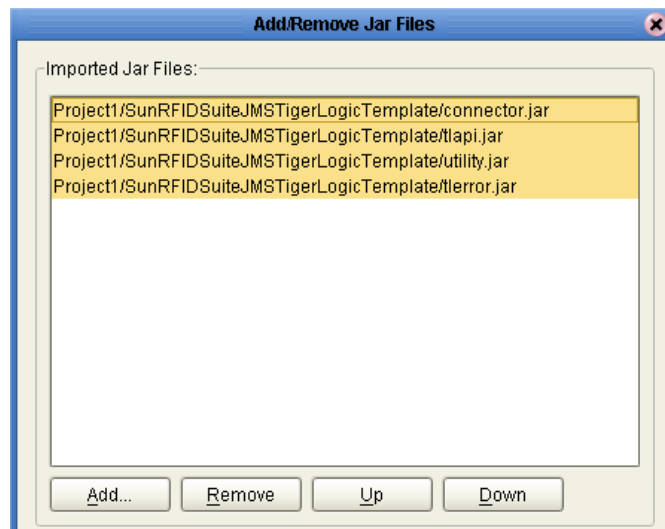 Add/Remove Jar Files
Imported Jar Files:
Project1/SunRFIDSuiteJMSTigerLogicTemplate/connector.jar
Project1/SunRFIDSuiteJMSTigerLogicTemplate/tlapi.jar
Project1/SunRFIDSuiteJMSTigerLogicTemplate/utility.jar
Project1/SunRFIDSuiteJMSTigerLogicTemplate/tlerror.jar
Add... Remove Up Down